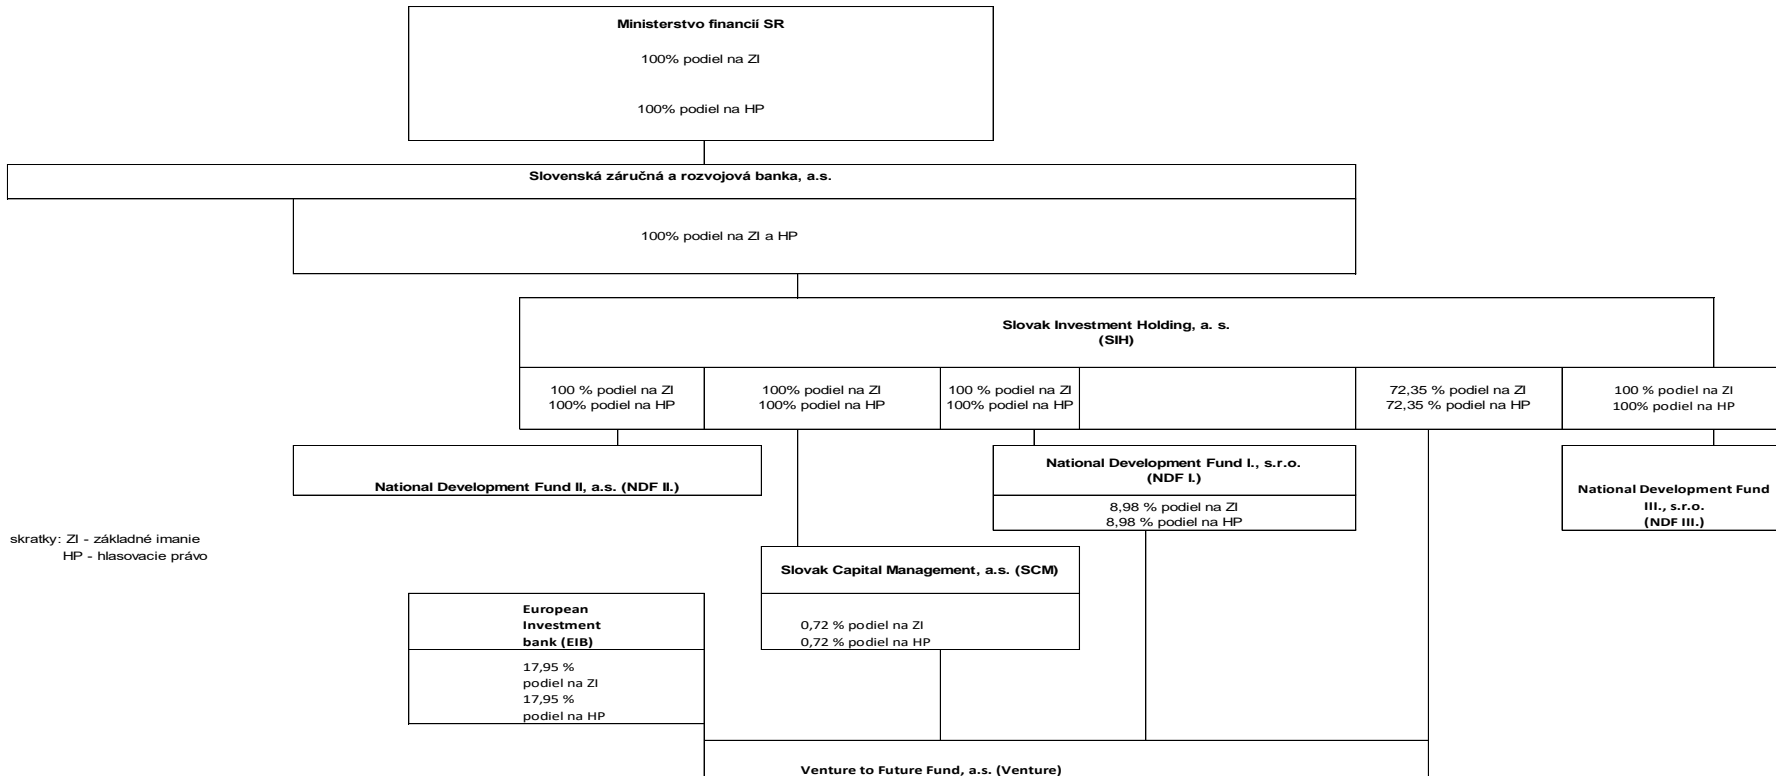 Ministerstvo financií SR
100% podiel na ZI
100% podiel na HP
Slovenská záručná a rozvojová banka, a.s.
100% podiel na ZI a HP
Slovak Investment Holding, a. s.
(SIH)
100 % podiel na ZI
100% podiel na HP
100% podiel na ZI
100% podiel na HP
100 % podiel na ZI
100% podiel na HP
72,35 % podiel na ZI
72,35 % podiel na HP
100 % podiel na ZI
100% podiel na HP
National Development Fund II, a.s. (NDF II.)
National Development Fund I., s.r.o.
(NDF I.)
8,98 % podiel na ZI
8,98 % podiel na HP
National Development Fund
III., s.r.o.
(NDF III.)
skratky: ZI - základné imanie
HP - hlasovacie právo
Slovak Capital Management, a.s. (SCM)
0,72 % podiel na ZI
0,72 % podiel na HP
European
Investment
bank (EIB)
17,95 %
podiel na ZI
17,95 %
podiel na HP
Venture to Future Fund, a.s. (Venture)